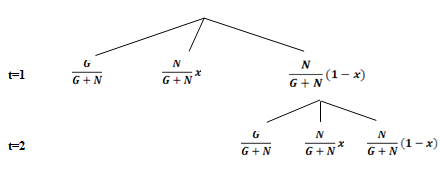 t=1 G/(G + N) N/(G + N) x N/(G + N) (1 − x)
t=2 G/(G + N) N/(G + N) x N/(G + N) (1 − x)